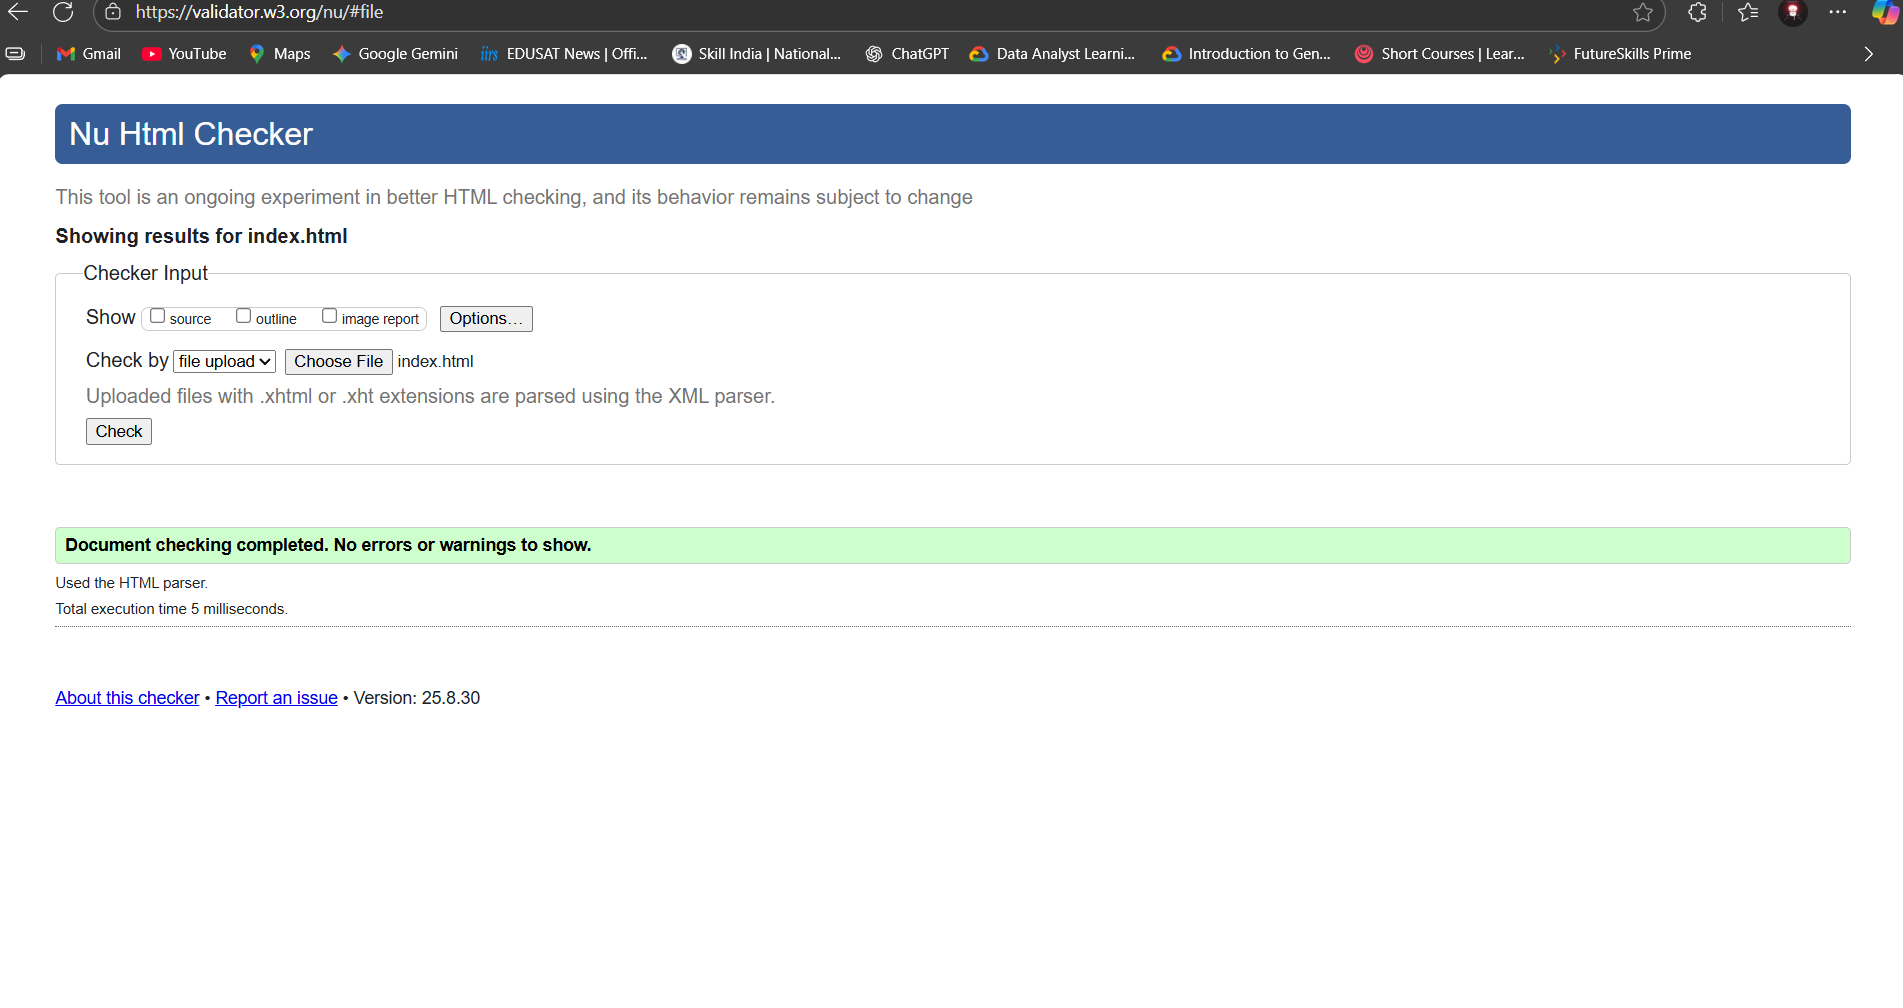 https://validator.w3.org/nu/#file
Gmail YouTube Maps Google Gemini iirs EDUSAT News | Offi... Skill India | National... ChatGPT Data Analyst Learni... Introduction to Gen... Short Courses | Lear... FutureSkills Prime
Nu Html Checker
This tool is an ongoing experiment in better HTML checking, and its behavior remains subject to change
Showing results for index.html
Checker Input
Show source outline image report Options...
Check by file upload Choose File index.html
Uploaded files with .xhtml or .xht extensions are parsed using the XML parser.
Check
Document checking completed. No errors or warnings to show.
Used the HTML parser.
Total execution time 5 milliseconds.
About this checker • Report an issue • Version: 25.8.30